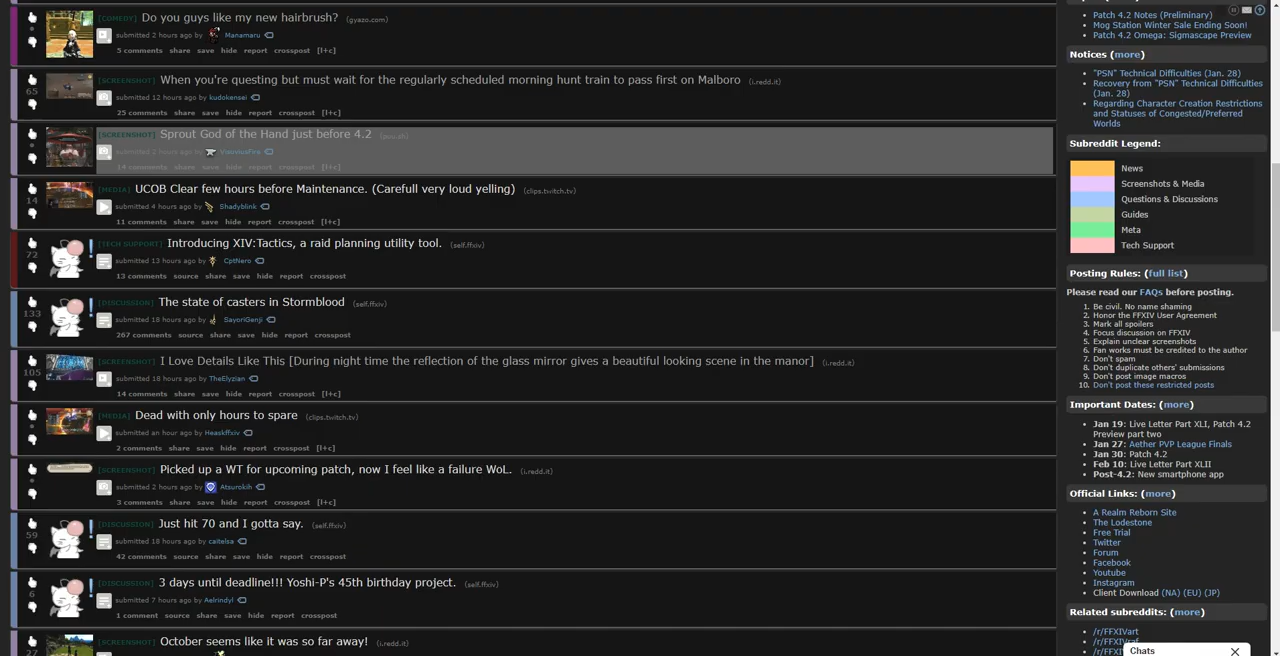 [COMEDY] Do you guys like my new hairbrush? (gyazo.com)
submitted 2 hours ago by Manamaru
5 comments share save hide report crosspost [l+c]
[SCREENSHOT] When you're questing but must wait for the regularly scheduled morning hunt train to pass first on Malboro (i.redd.it)
65
submitted 12 hours ago by kudokensei
25 comments share save hide report crosspost [l+c]
[SCREENSHOT] Sprout God of the Hand just before 4.2
submitted 2 hours ago by
14 comments share save hide report crosspost [l+c]
[MEDIA] UCOB Clear few hours before Maintenance. (Carefull very loud yelling) (clips.twitch.tv)
14
submitted 4 hours ago by Shadyblink
11 comments share save hide report crosspost [l+c]
[TECH SUPPORT] Introducing XIV:Tactics, a raid planning utility tool. (self.ffxiv)
72
submitted 13 hours ago by CptNero
13 comments source share save hide report crosspost
[DISCUSSION] The state of casters in Stormblood (self.ffxiv)
133
submitted 18 hours ago by SayoriGenji
267 comments source share save hide report crosspost
[SCREENSHOT] I Love Details Like This [During night time the reflection of the glass mirror gives a beautiful looking scene in the manor] (i.redd.it)
105
submitted 18 hours ago by TheElyzian
14 comments share save hide report crosspost [l+c]
[MEDIA] Dead with only hours to spare (clips.twitch.tv)
submitted an hour ago by Heaskffxiv
2 comments share save hide report crosspost [l+c]
[SCREENSHOT] Picked up a WT for upcoming patch, now I feel like a failure WoL. (i.redd.it)
submitted 2 hours ago by Atsurokih
3 comments share save hide report crosspost [l+c]
[DISCUSSION] Just hit 70 and I gotta say. (self.ffxiv)
59
submitted 18 hours ago by caitelsa
42 comments source share save hide report crosspost
[DISCUSSION] 3 days until deadline!!! Yoshi-P's 45th birthday project. (self.ffxiv)
6
submitted 7 hours ago by Aelrindyl
1 comment source share save hide report crosspost
[SCREENSHOT] October seems like it was so far away! (i.redd.it)
27
Patch 4.2 Notes (Preliminary)
Mog Station Winter Sale Ending Soon!
Patch 4.2 Omega: Sigmascape Preview
Notices (more)
"PSN" Technical Difficulties (Jan. 28)
Recovery from "PSN" Technical Difficulties
(Jan. 28)
Regarding Character Creation Restrictions
and Statuses of Congested/Preferred
Worlds
Subreddit Legend:
News
Screenshots & Media
Questions & Discussions
Guides
Meta
Tech Support
Posting Rules: (full list)
Please read our FAQs before posting.
1. Be civil. No name shaming
2. Honor the FFXIV User Agreement
3. Mark all spoilers
4. Focus discussion on FFXIV
5. Explain unclear screenshots
6. Fan works must be credited to the author
7. Don't spam
8. Don't duplicate others' submissions
9. Don't post image macros
10. Don't post these restricted posts
Important Dates: (more)
Jan 19: Live Letter Part XLI, Patch 4.2
Preview part two
Jan 27: Aether PVP League Finals
Jan 30: Patch 4.2
Feb 10: Live Letter Part XLII
Post-4.2: New smartphone app
Official Links: (more)
A Realm Reborn Site
The Lodestone
Free Trial
Twitter
Forum
Facebook
Youtube
Instagram
Client Download (NA) (EU) (JP)
Related subreddits: (more)
/r/FFXIVart
/r/FFXIVraf
Chats